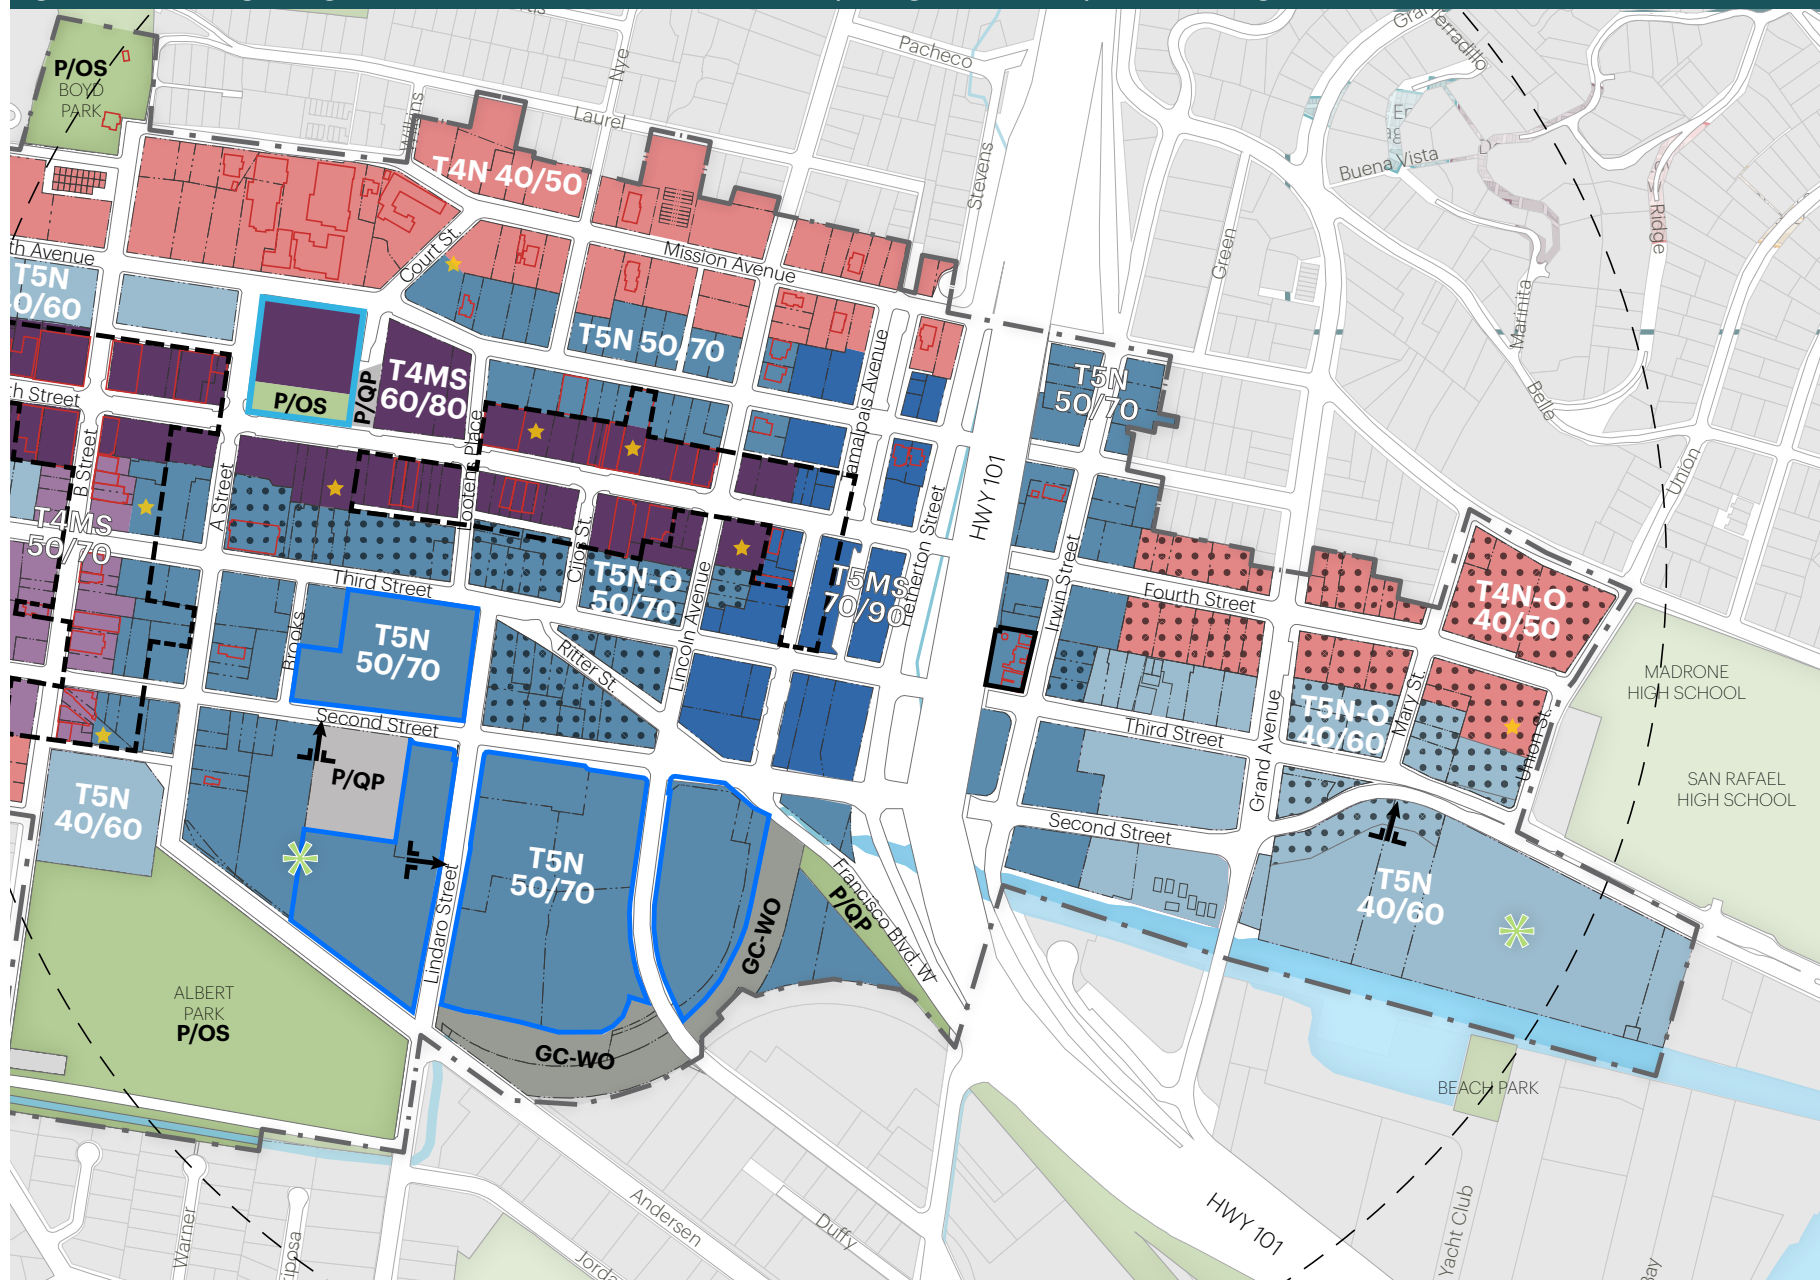 P/OS
BOYD
PARK
Nye
Pacheco
Laurel
T4N 40/50
Stevens
Buena Vista
Ridge
Green
Marinita
Belle
Union
Court St.
Mission Avenue
th Avenue
T5N
T5N 50/70
T4MS
60/80
P/QP
P/OS
T5N
50/70
Tamalpais Avenue
HWY 101
Hetherton Street
Irwin Street
B Street
A Street
Lootens Place
Cijos St.
T4MS
50/70
Third Street
T5N-O
50/70
T5MS
70/90
Lincoln Avenue
Ritter St.
Brooks
T5N
50/70
Second Street
P/QP
T5N
40/60
Fourth Street
T4N-O
40/50
MADRONE
HIGH SCHOOL
SAN RAFAEL
HIGH SCHOOL
T5N-O
40/60
Mary St.
Union St.
Grand Avenue
Third Street
Second Street
T5N
40/60
Lindaro Street
T5N
50/70
GC-WO
GC-WO
P/QP
Francisco Blvd. W
ALBERT
PARK
P/OS
BEACH PARK
HWY 101
Yacht Club
Andersen
Duffy
Warner